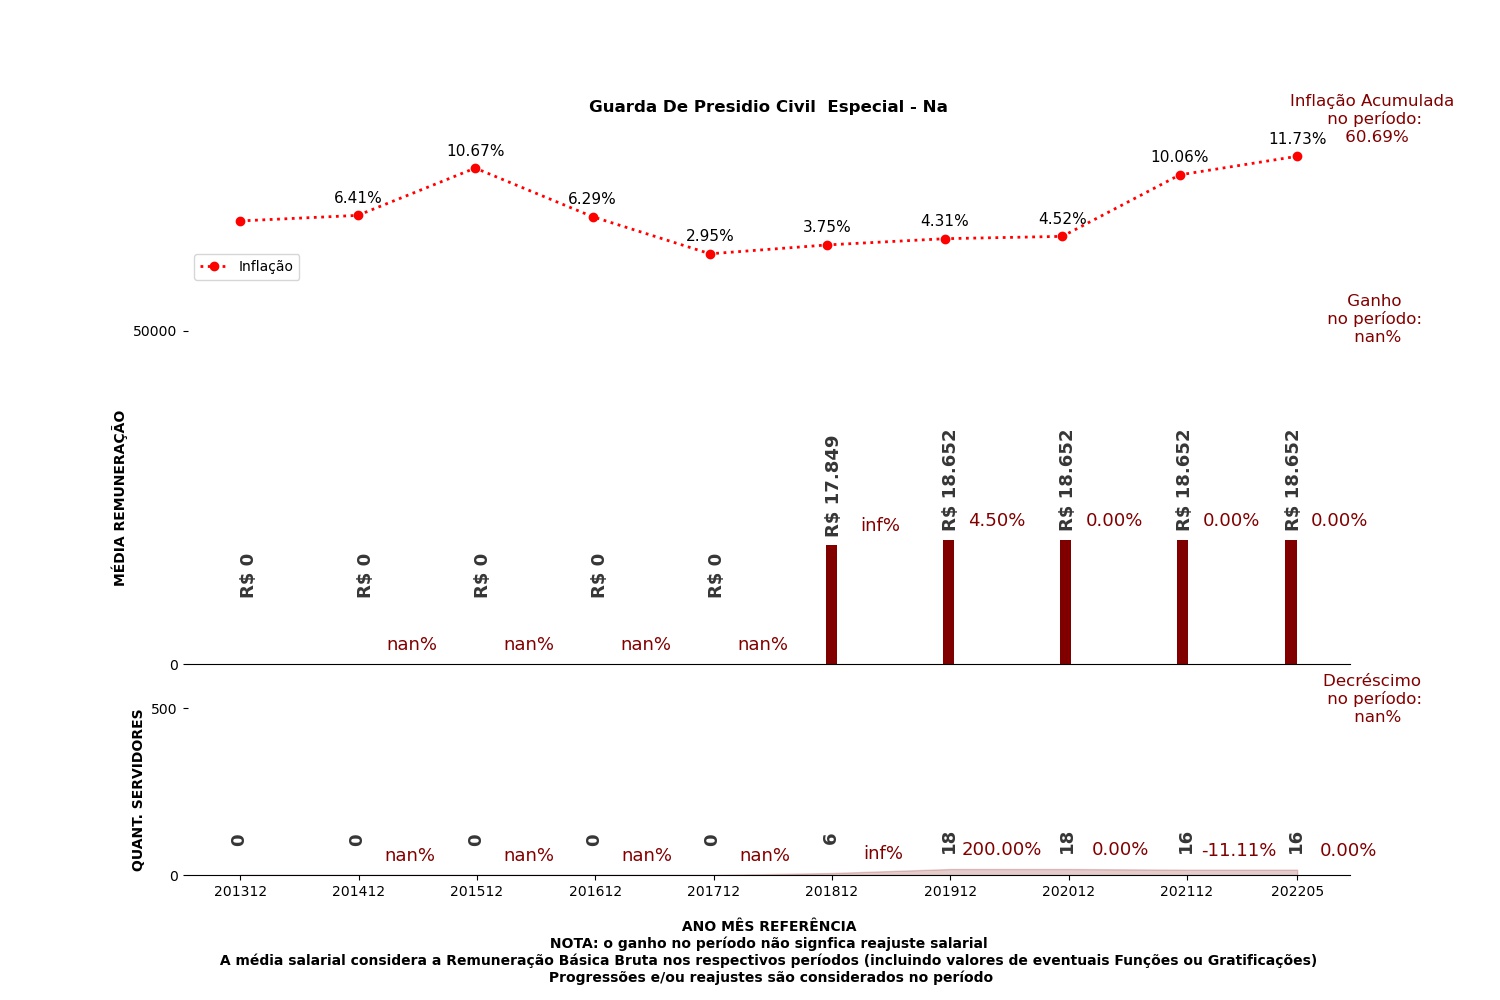 Guarda De Presidio Civil  Especial - Na
Inflação Acumulada
no período:
60.69%
6.41%
10.67%
6.29%
2.95%
3.75%
4.31%
4.52%
10.06%
11.73%
Inflação
Ganho
no período:
nan%
50000
0
MÉDIA REMUNERAÇÃO
R$ 0
R$ 0
R$ 0
R$ 0
R$ 0
R$ 17.849
R$ 18.652
R$ 18.652
R$ 18.652
R$ 18.652
nan%
nan%
nan%
nan%
inf%
4.50%
0.00%
0.00%
0.00%
Decréscimo
no período:
nan%
500
0
QUANT. SERVIDORES
0
0
0
0
0
6
18
18
16
16
nan%
nan%
nan%
nan%
inf%
200.00%
0.00%
-11.11%
0.00%
201312 201412 201512 201612 201712 201812 201912 202012 202112 202205
ANO MÊS REFERÊNCIA
NOTA: o ganho no período não signfica reajuste salarial
A média salarial considera a Remuneração Básica Bruta nos respectivos períodos (incluindo valores de eventuais Funções ou Gratificações)
Progressões e/ou reajustes são considerados no período